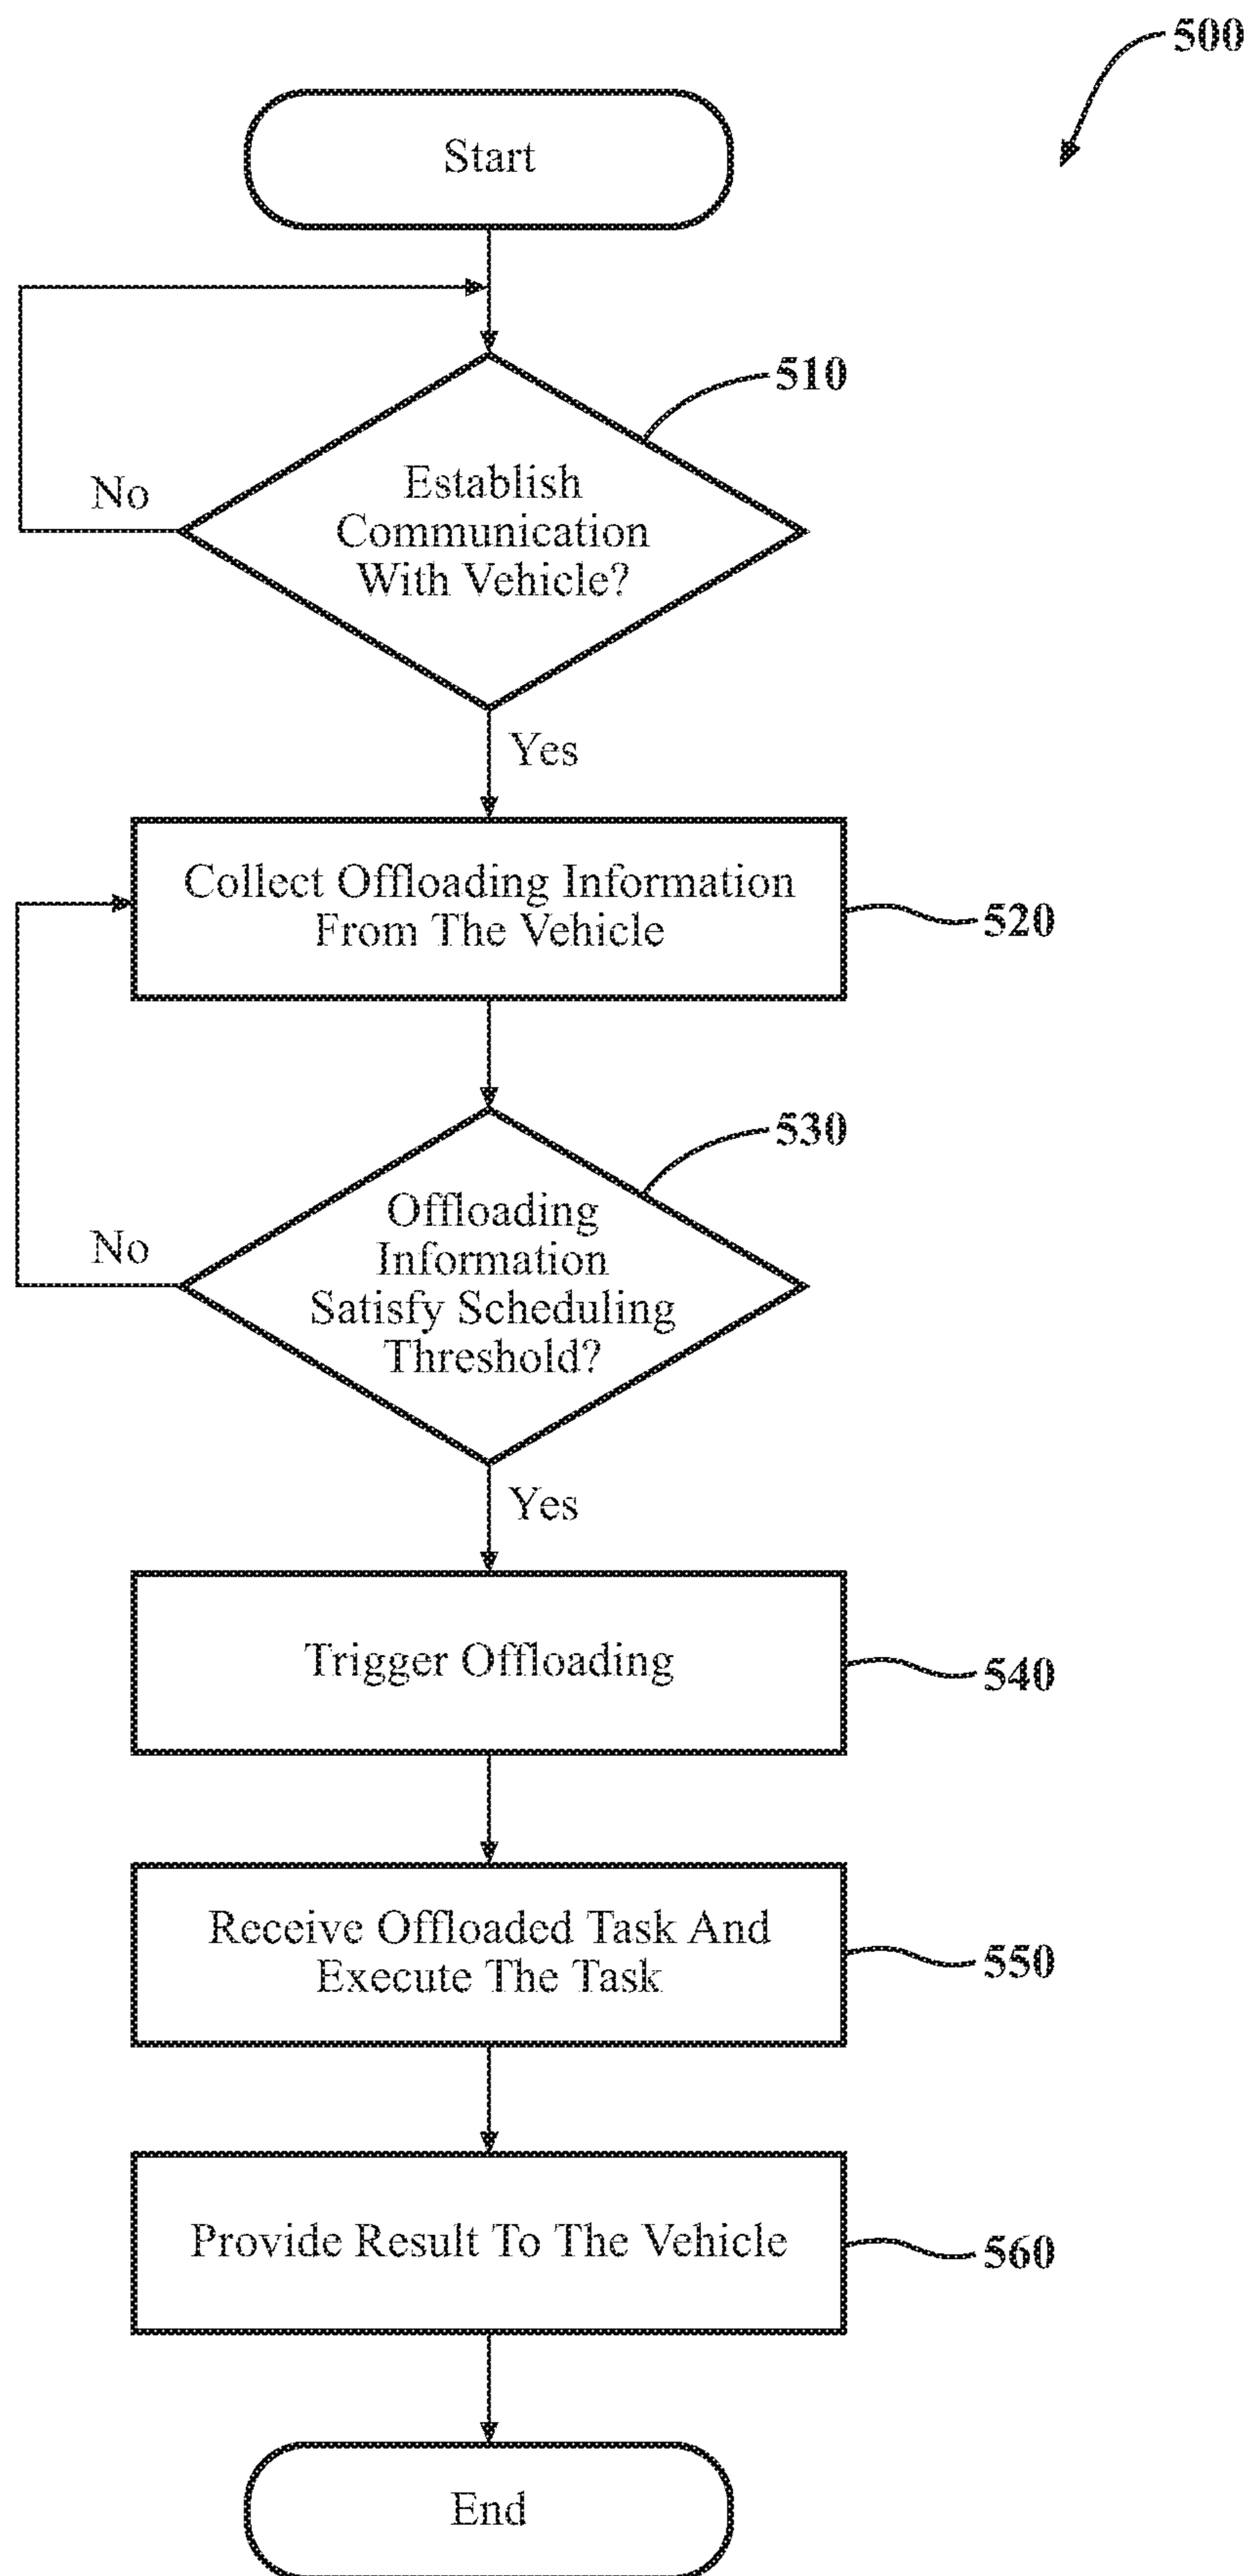 500
Start
510
Establish
Communication
With Vehicle?
No
Yes
Collect Offloading Information
From The Vehicle
520
530
Offloading
Information
Satisfy Scheduling
Threshold?
No
Yes
Trigger Offloading
540
Receive Offloaded Task And
Execute The Task
550
Provide Result To The Vehicle
560
End